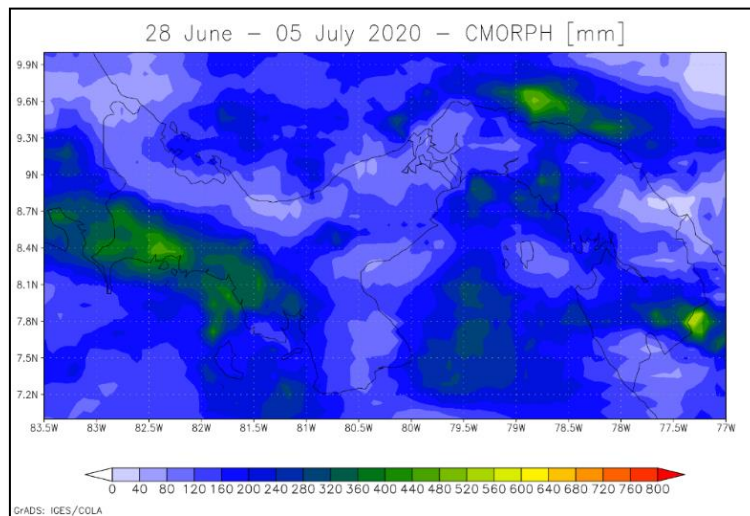 28 June - 05 July 2020 - CMORPH [mm]
9.9N
9.6N
9.3N
9N
8.7N
8.4N
8.1N
7.8N
7.5N
7.2N
83.5W 83W 82.5W 82W 81.5W 81W 80.5W 80W 79.5W 79W 78.5W 78W 77.5W 77W
0 40 80 120 160 200 240 280 320 360 400 440 480 520 560 600 640 680 720 760 800
GrADS: IGES/COLA